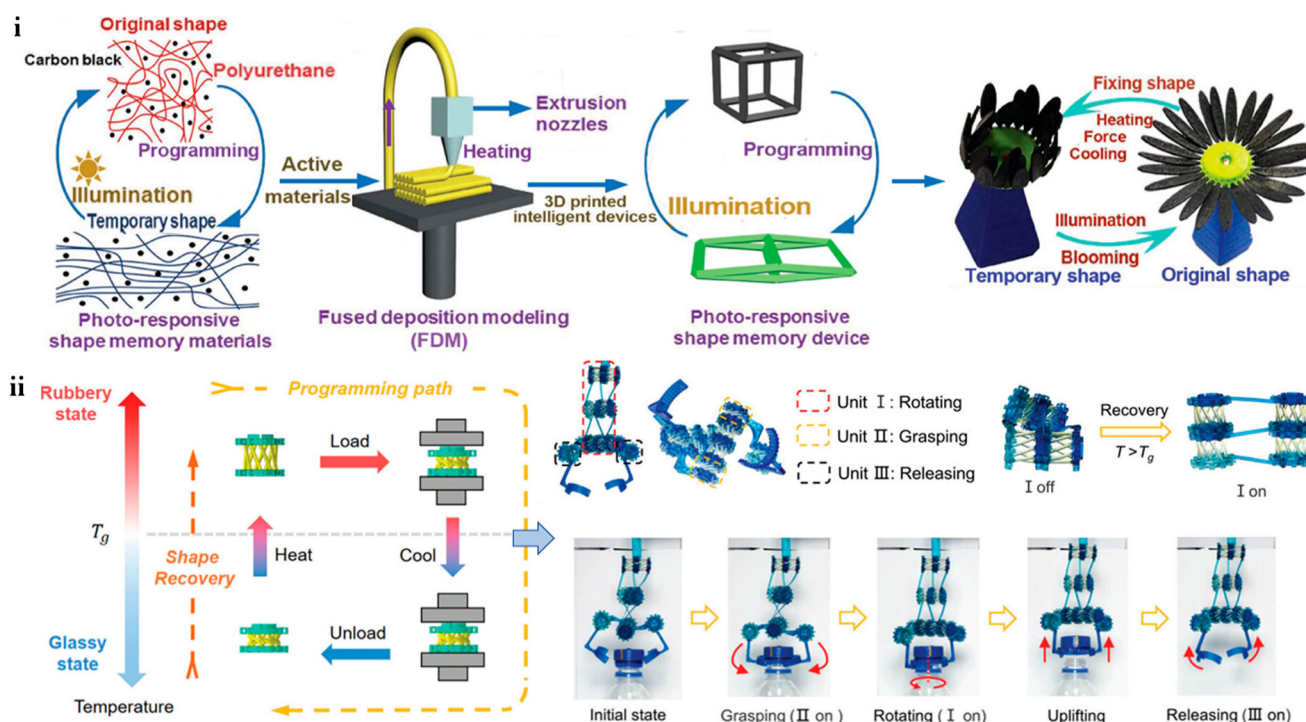 i
Original shape
Carbon black
Polyurethane
Programming
Illumination
Temporary shape
Photo-responsive
shape memory materials
Active
materials
Extrusion
nozzles
Heating
Fused deposition modeling
(FDM)
3D printed
intelligent devices
Programming
Illumination
Photo-responsive
shape memory device
Fixing shape
Heating
Force
Cooling
Illumination
Blooming
Temporary shape
Original shape
ii
Rubbery
state
Tg
Glassy
state
Temperature
Programming path
Load
Cool
Unload
Heat
Shape
Recovery
Unit Ⅰ: Rotating
Unit Ⅱ: Grasping
Unit Ⅲ: Releasing
Recovery
T>Tg
Ⅰ off
Ⅰ on
Initial state
Grasping (Ⅱ on)
Rotating (Ⅰ on)
Uplifting
Releasing (Ⅲ on)